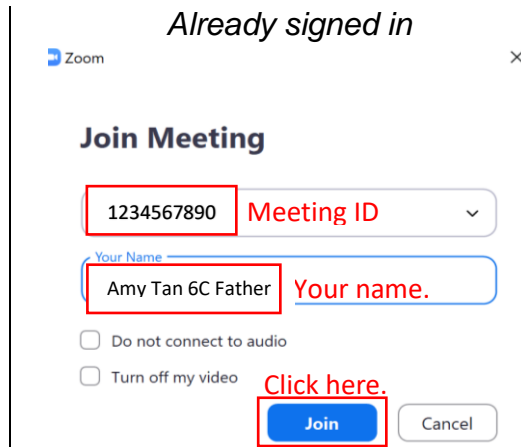 Already signed in
Zoom
Join Meeting
1234567890 Meeting ID
Your Name
Amy Tan 6C Father Your name.
Do not connect to audio
Turn off my video
Click here.
Join Cancel